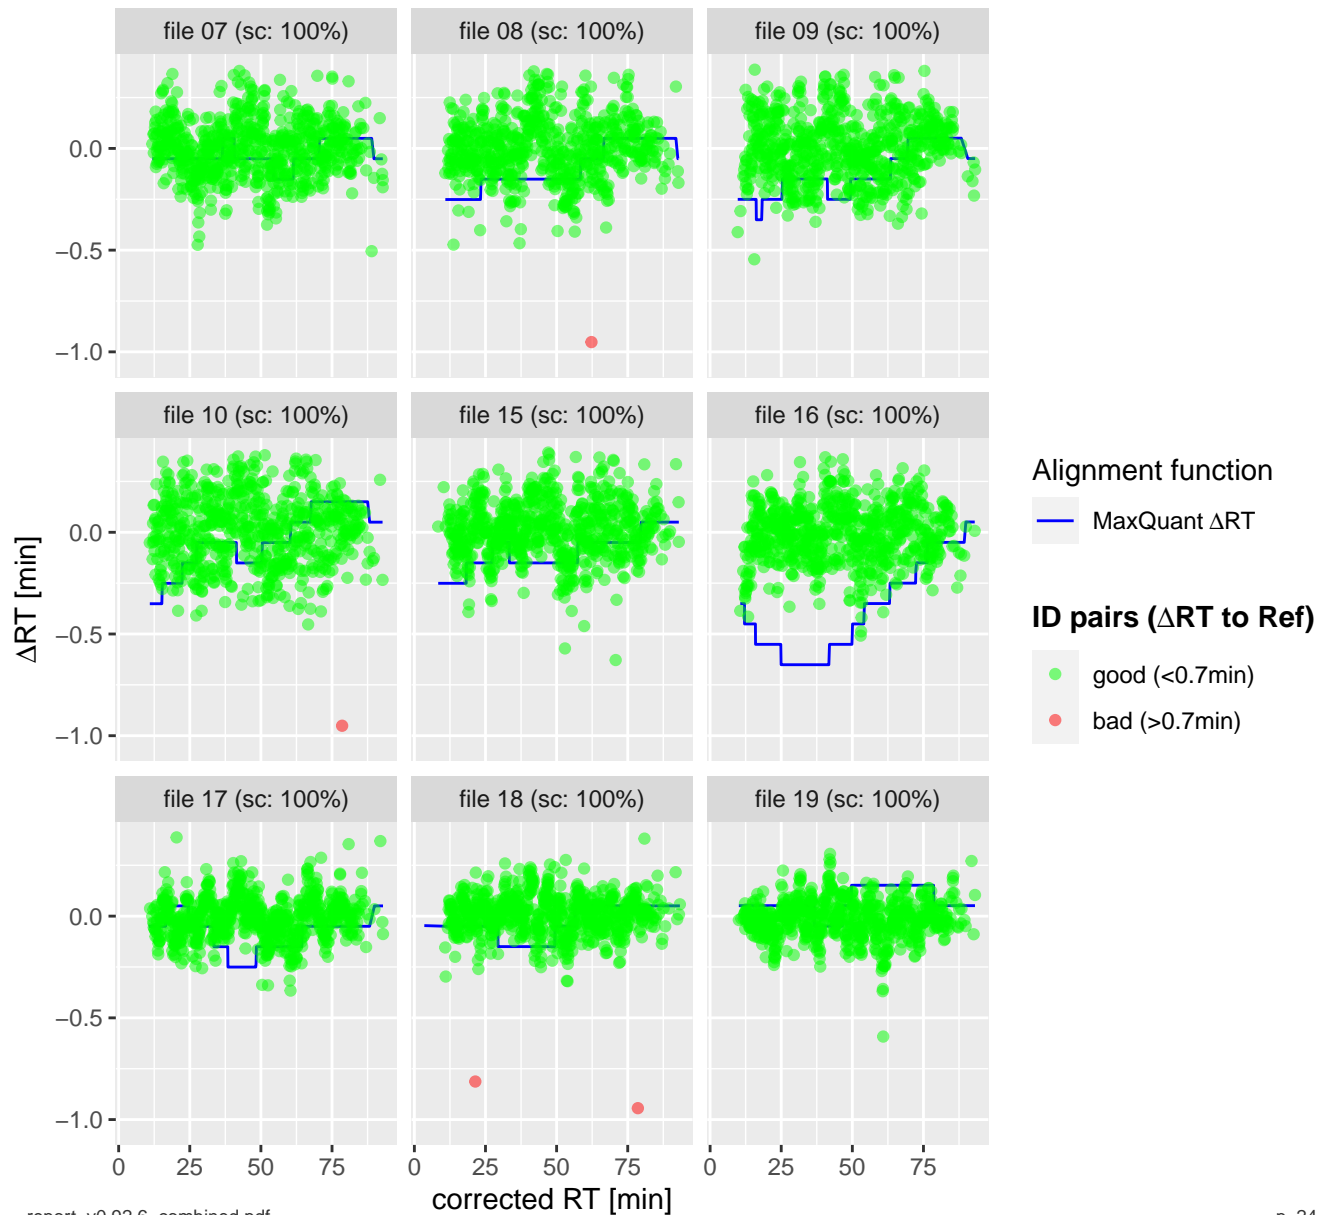 file 07 (sc: 100%)
file 08 (sc: 100%)
file 09 (sc: 100%)
0.0
−0.5
−1.0
file 10 (sc: 100%)
file 15 (sc: 100%)
file 16 (sc: 100%)
0.0
−0.5
−1.0
file 17 (sc: 100%)
file 18 (sc: 100%)
file 19 (sc: 100%)
0.0
−0.5
−1.0
0 25 50 75
0 25 50 75
0 25 50 75
ΔRT [min]
corrected RT [min]
Alignment function
MaxQuant ΔRT
ID pairs (ΔRT to Ref)
good (<0.7min)
bad (>0.7min)